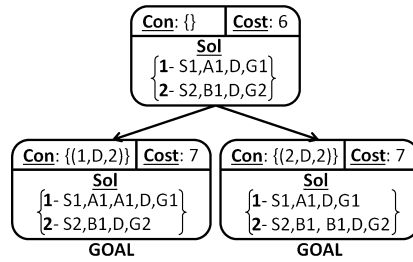 Con: {} Cost: 6
Sol
1- S1,A1,D,G1
2- S2,B1,D,G2
Con: {(1,D,2)} Cost: 7
Sol
1- S1,A1,A1,D,G1
2- S2,B1,D,G2
GOAL
Con: {(2,D,2)} Cost: 7
Sol
1- S1,A1,D,G1
2- S2,B1, B1,D,G2
GOAL